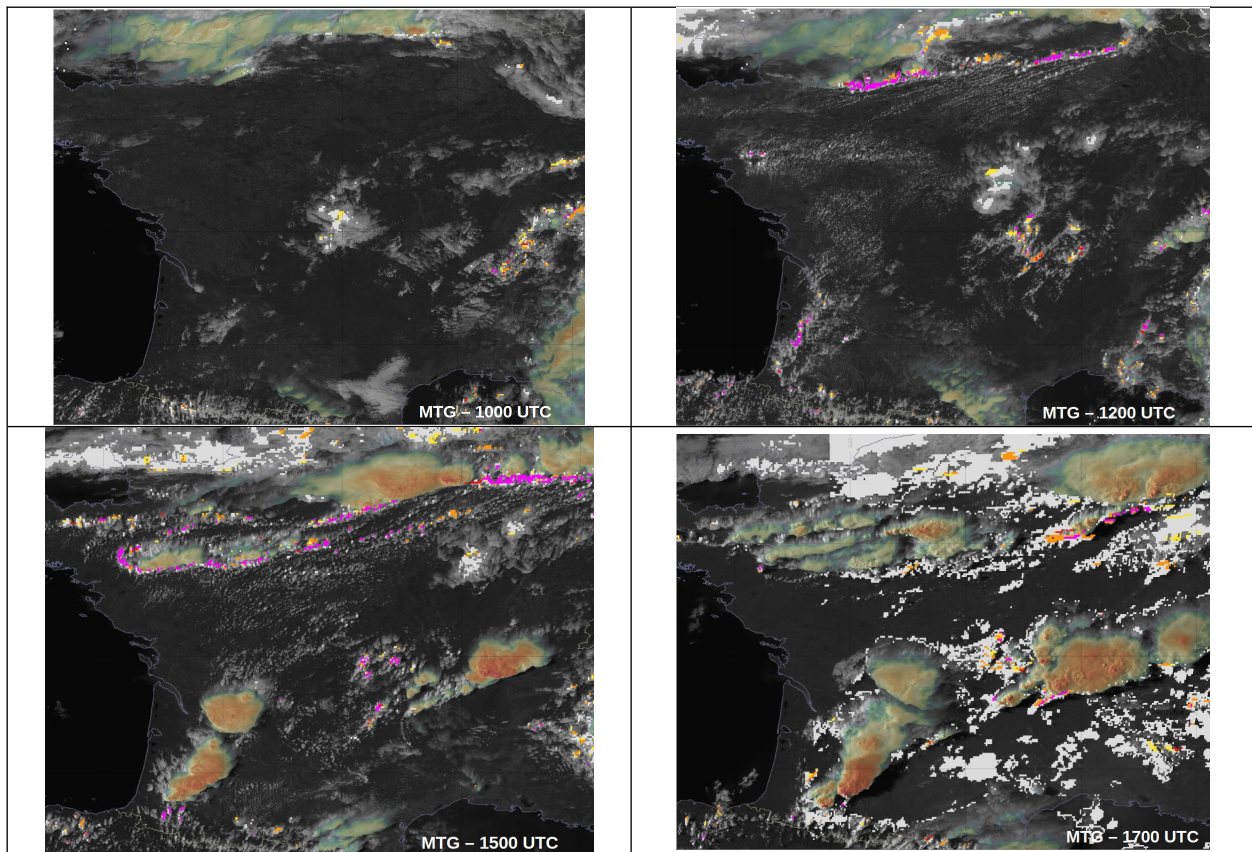 MTG – 1000 UTC
MTG – 1200 UTC
MTG – 1500 UTC
MTG – 1700 UTC